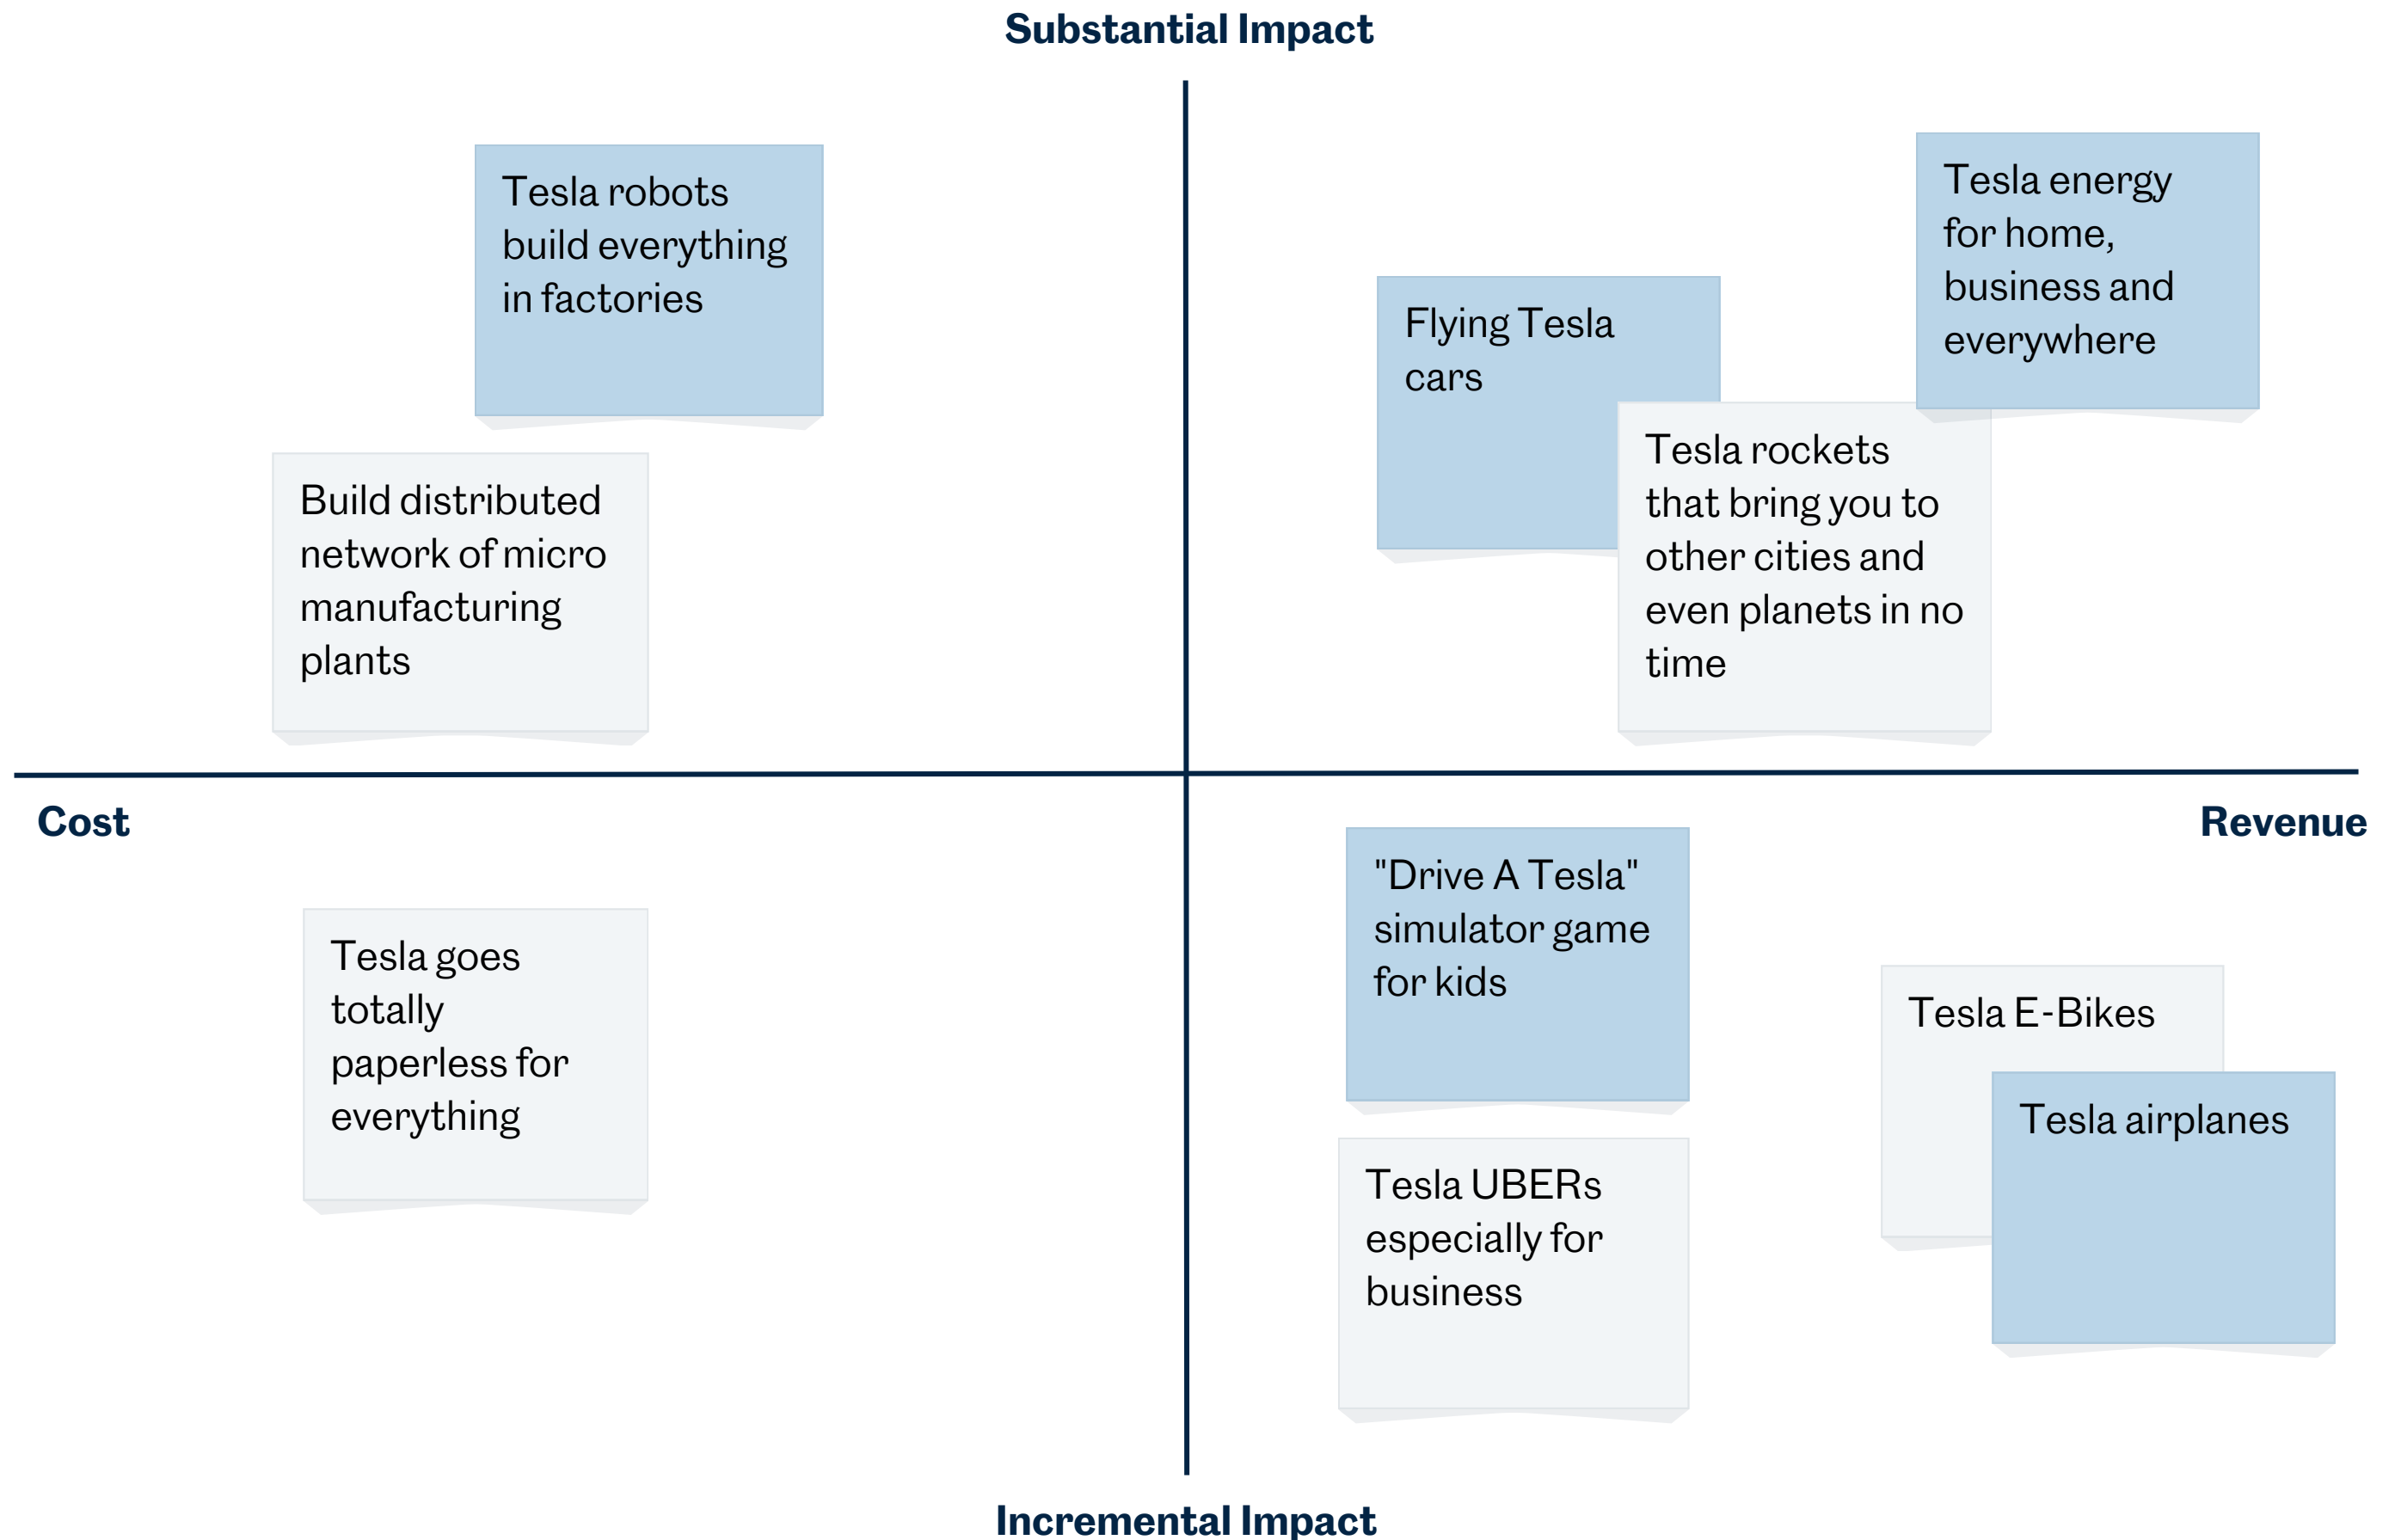 Substantial Impact
Tesla robots
build everything
in factories
Build distributed
network of micro
manufacturing
plants
Flying Tesla
cars
Tesla energy
for home,
business and
everywhere
Tesla rockets
that bring you to
other cities and
even planets in no
time
Cost
Revenue
Tesla goes
totally
paperless for
everything
"Drive A Tesla"
simulator game
for kids
Tesla UBERs
especially for
business
Tesla E-Bikes
Tesla airplanes
Incremental Impact